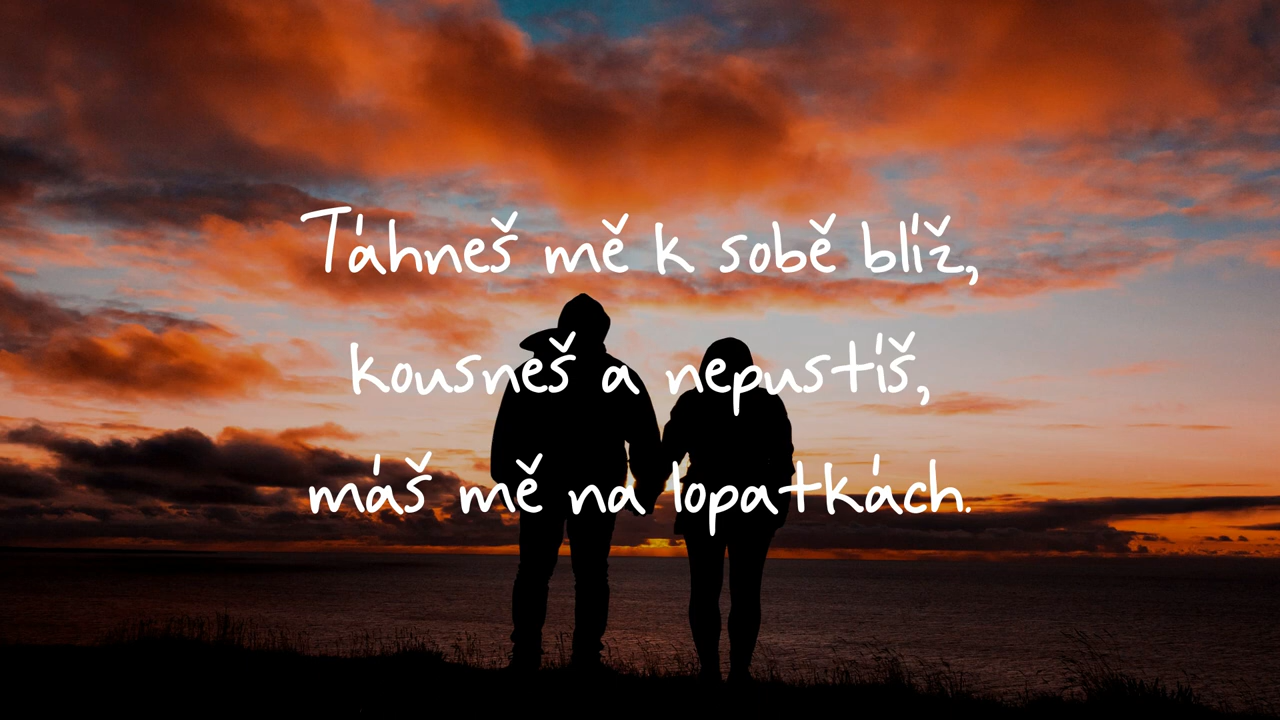 Táhneš mě k sobě blíž,
kousneš a nepustíš,
máš mě na lopatkách.